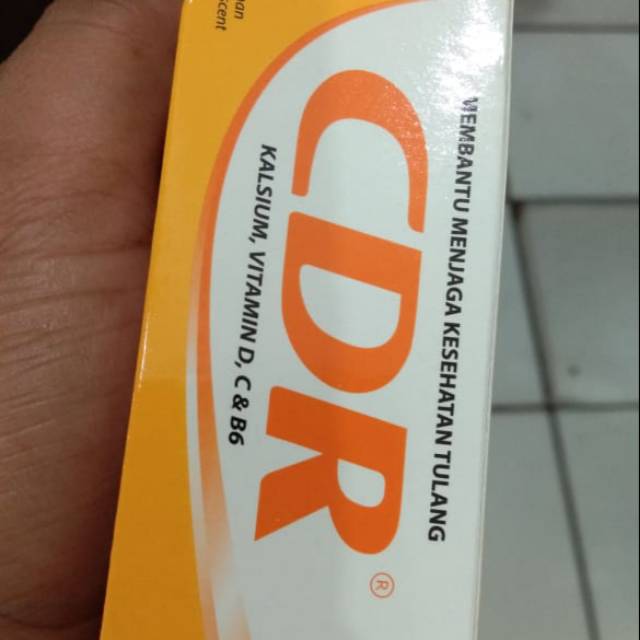 MEMBANTU MENJAGA KESEHATAN TULANG
CDR®
KALSIUM, VITAMIN D, C & B6